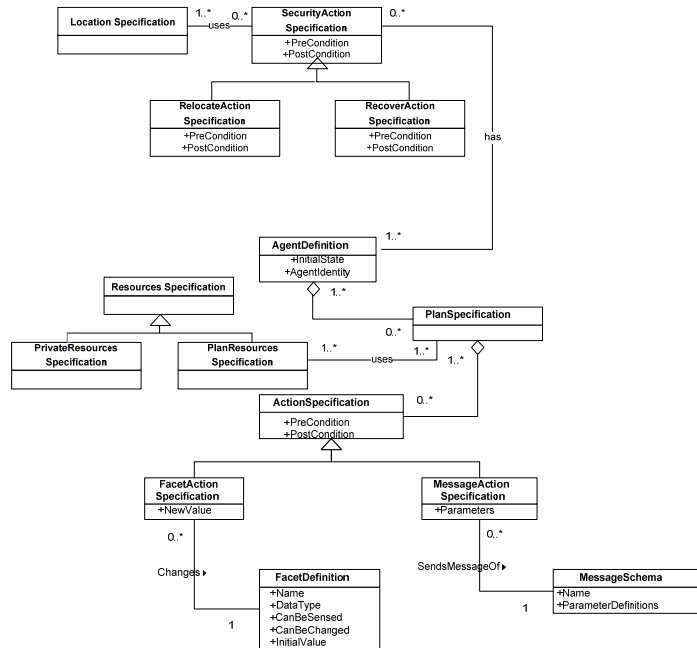 Location Specification
1..*
uses
0..*
SecurityAction
Specification
+PreCondition
+PostCondition
0..*
RelocateAction
Specification
+PreCondition
+PostCondition
RecoverAction
Specification
+PreCondition
+PostCondition
has
1..*
AgentDefinition
+InitialState
+AgentIdentity
1..*
Resources Specification
PlanSpecification
0..*
PrivateResources
Specification
PlanResources
Specification
1..*
uses
1..*
1..*
ActionSpecification
+PreCondition
+PostCondition
0..*
FacetAction
Specification
+NewValue
MessageAction
Specification
+Parameters
0..*
0..*
Changes
SendsMessageOf
FacetDefinition
+Name
+DataType
+CanBeSensed
+CanBeChanged
+InitialValue
1
MessageSchema
+Name
+ParameterDefinitions
1